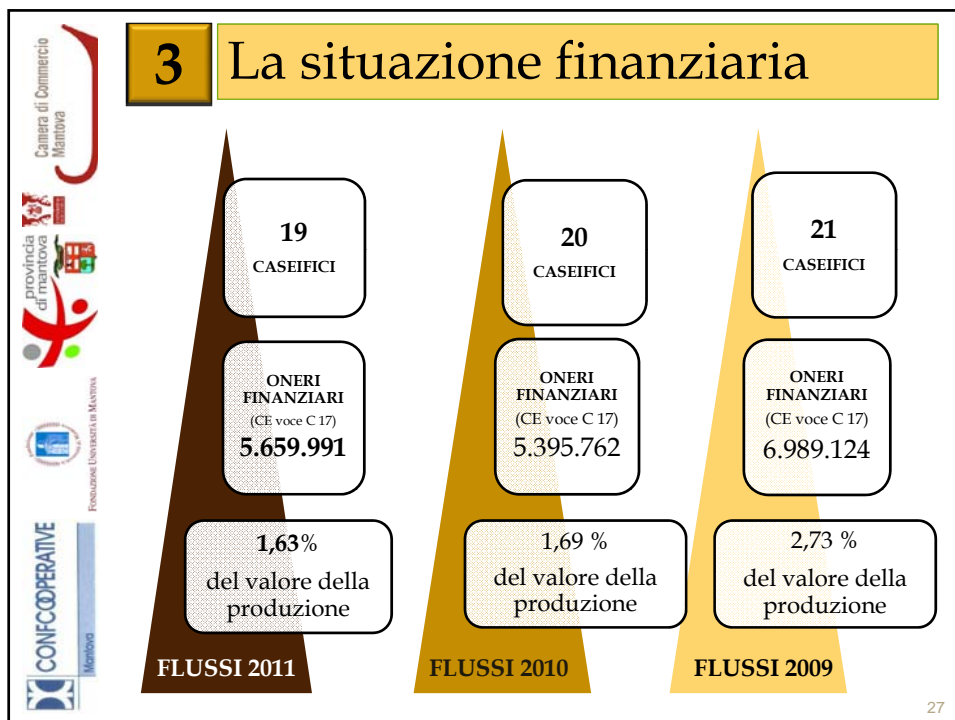 3
La situazione finanziaria
Camera di Commercio
Mantova
provincia
di mantova
FONDAZIONE UNIVERSITÀ DI MANTOVA
CONFCOOPERATIVE
Mantova
19
CASEIFICI
ONERI
FINANZIARI
(CE voce C 17)
5.659.991
1,63%
del valore della
produzione
FLUSSI 2011
20
CASEIFICI
ONERI
FINANZIARI
(CE voce C 17)
5.395.762
1,69 %
del valore della
produzione
FLUSSI 2010
21
CASEIFICI
ONERI
FINANZIARI
(CE voce C 17)
6.989.124
2,73 %
del valore della
produzione
FLUSSI 2009
27